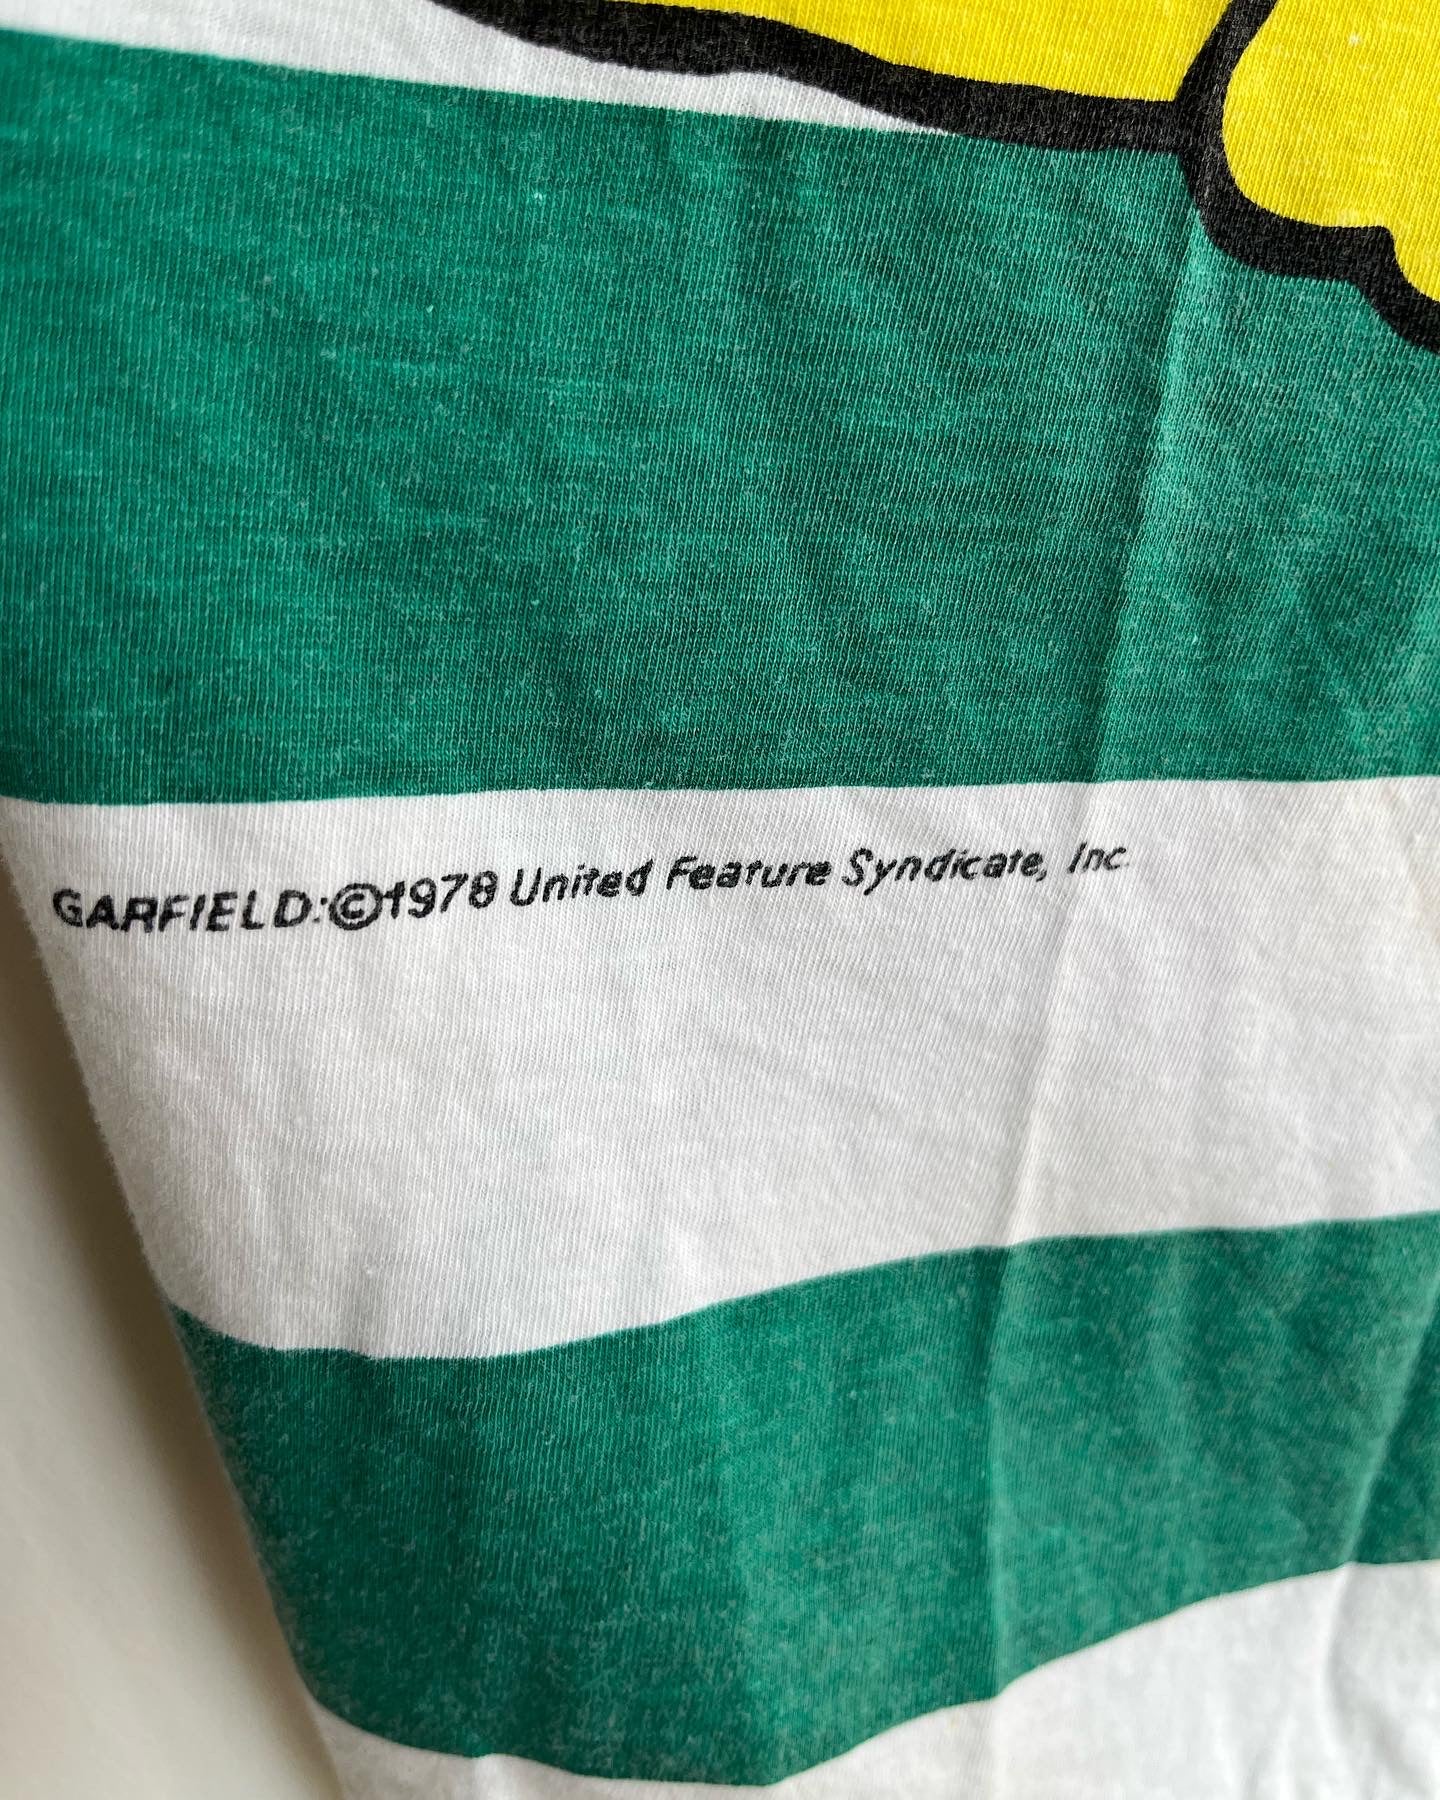 GARFIELD:©1978 United Feature Syndicate, Inc.